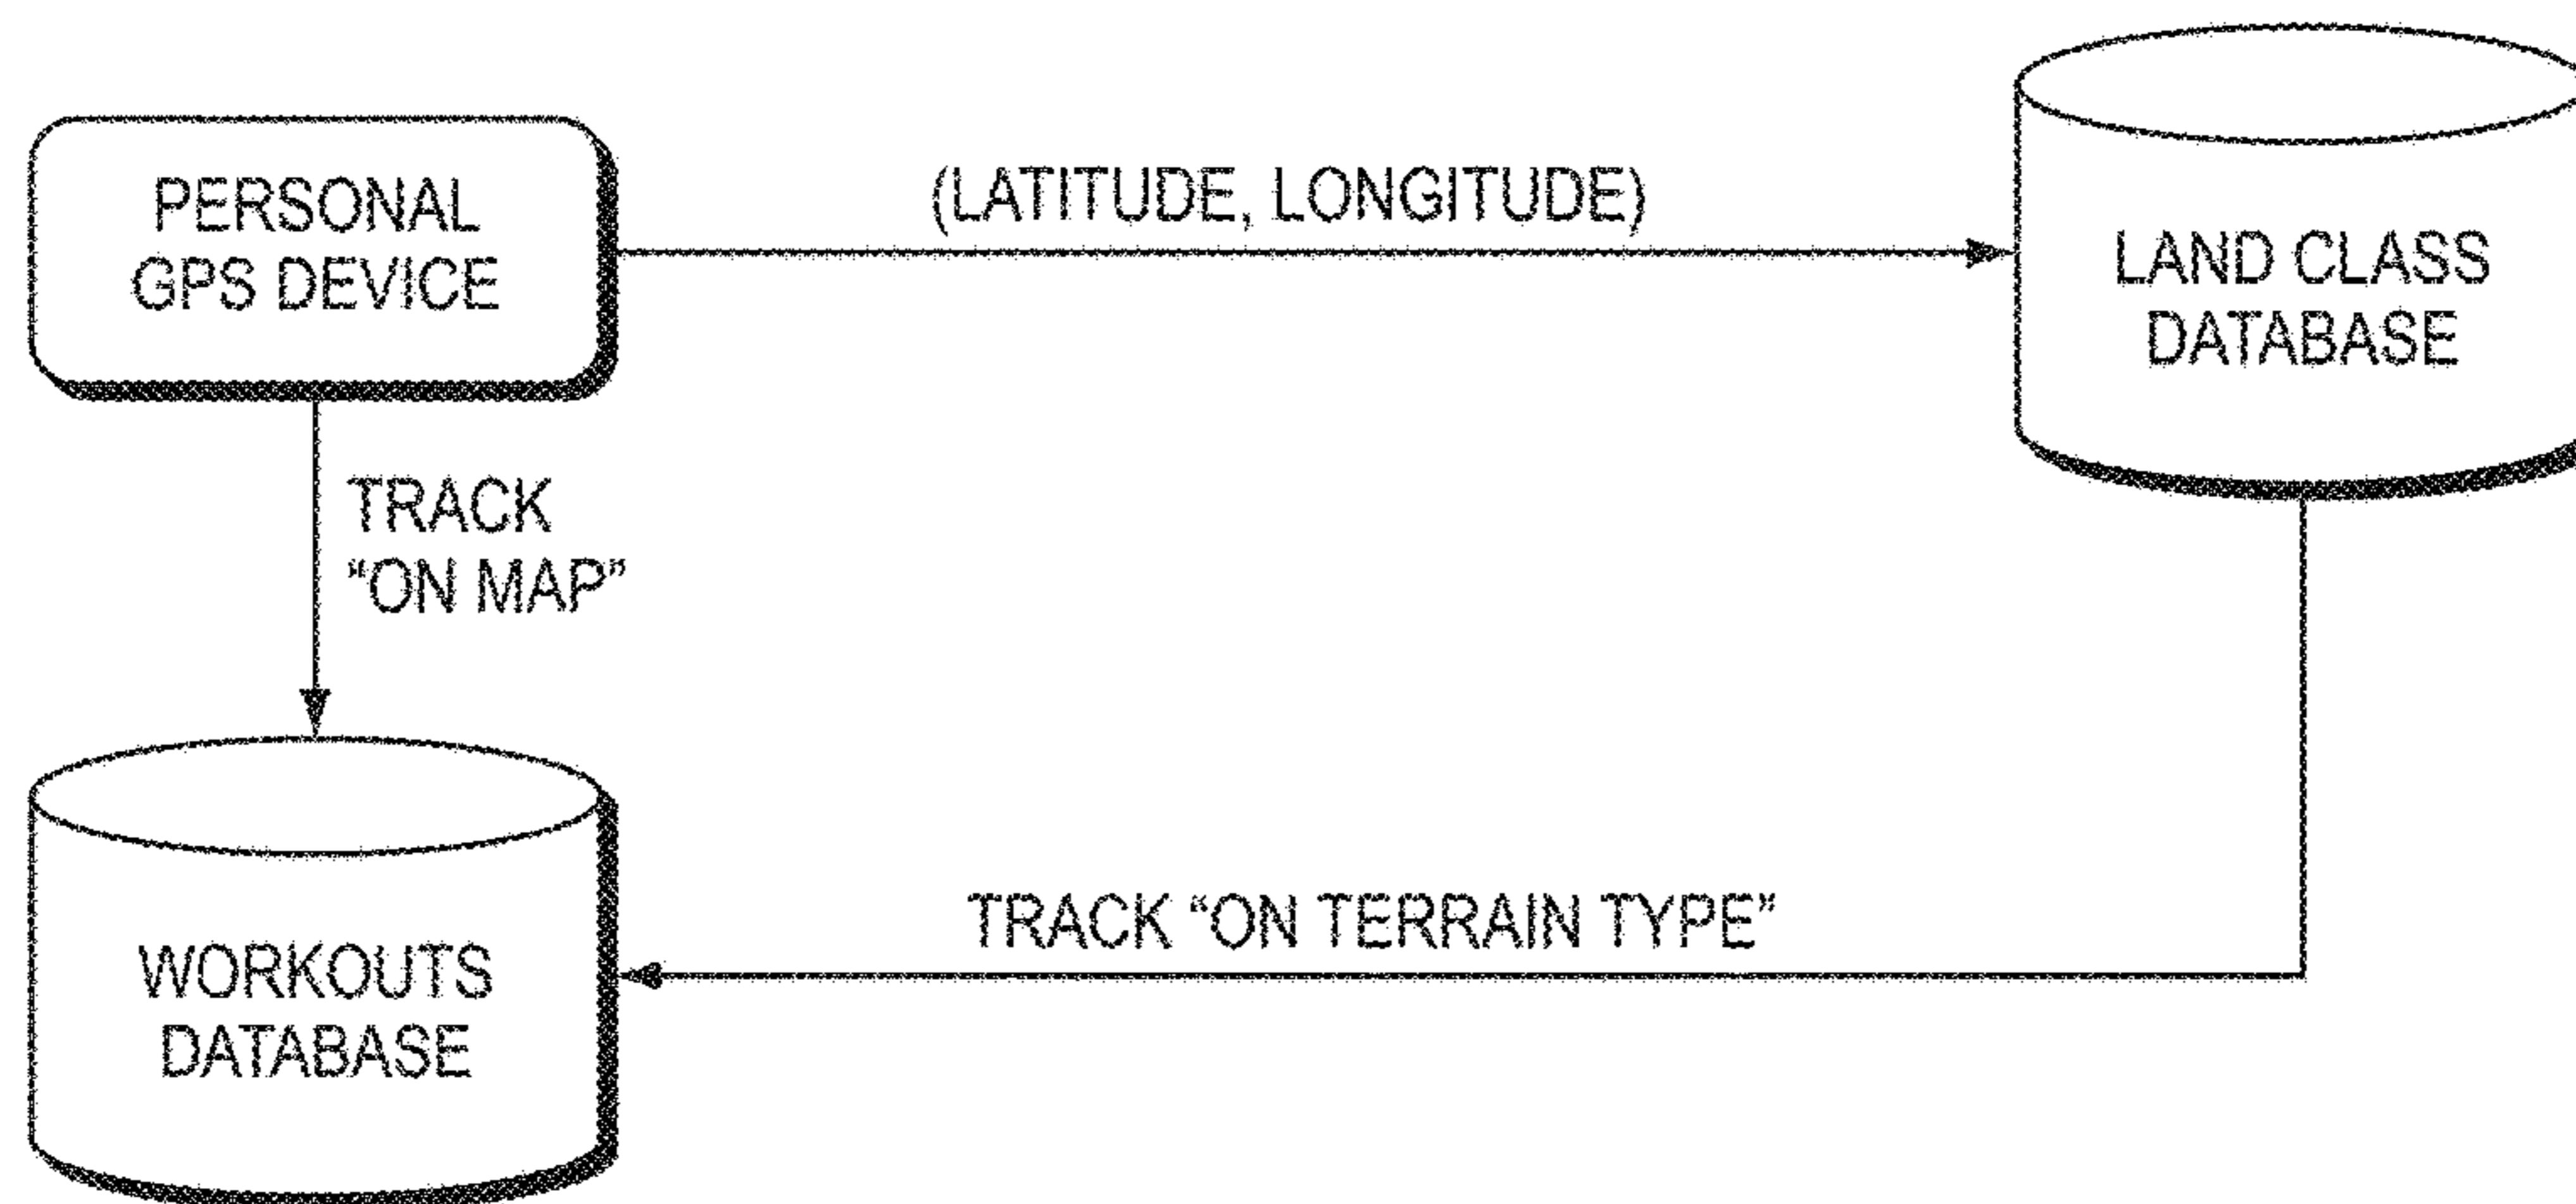 PERSONAL
GPS DEVICE
(LATITUDE, LONGITUDE)
LAND CLASS
DATABASE
TRACK
“ON MAP”
WORKOUTS
DATABASE
TRACK “ON TERRAIN TYPE”